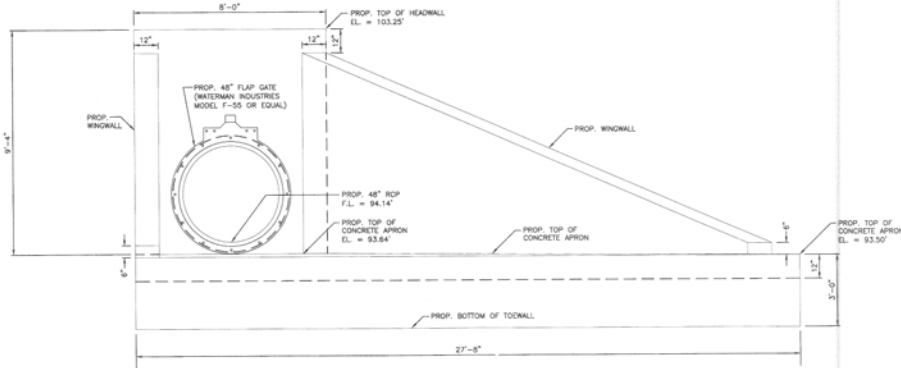 8'-0"
PROP. TOP OF HEADWALL
EL. = 103.25'
12"
12"
12"
PROP. 48" FLAP GATE
(WATERMAN INDUSTRIES
MODEL F-55 OR EQUAL)
PROP.
WINGWALL
PROP. WINGWALL
9'-4"
PROP. 48" RCP
F.L. = 94.14'
PROP. TOP OF
CONCRETE APRON
EL. = 93.64'
PROP. TOP OF
CONCRETE APRON
6"
PROP. TOP OF
CONCRETE APRON
EL. = 93.50'
6"
12"
3'-0"
PROP. BOTTOM OF TOEWALL
27'-8"